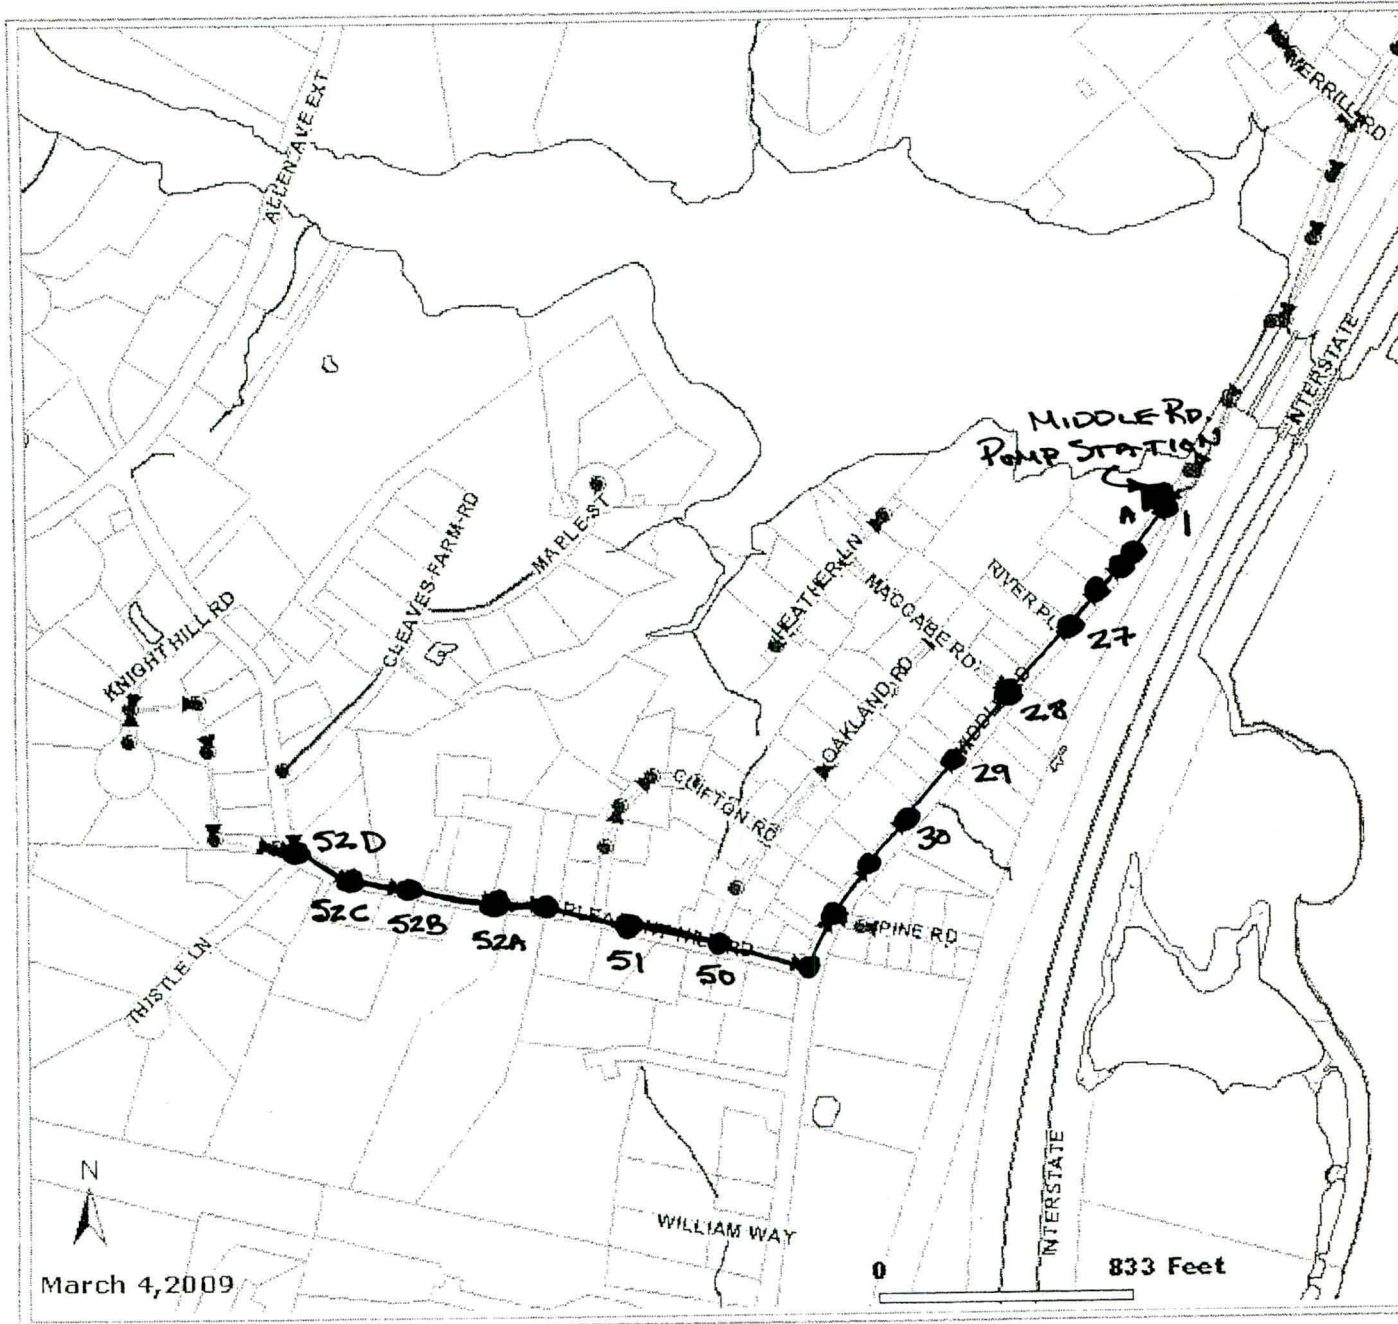 MERRILL RD
ALLEN AVE EXT
INTERSTATE
MIDDLE RD.
PUMP STATION
A
1
CLEAVES FARM RD
MAPLE ST
HEATHER LN
MAGCABE RD
RIVER PL
27
KNIGHT HILL RD
OAKLAND RD
28
29
CLIFTON RD
30
52D
52C
52B
52A
51
50
PINE RD
THISTLE LN
N
INTERSTATE
WILLIAM WAY
0
833 Feet
March 4,2009